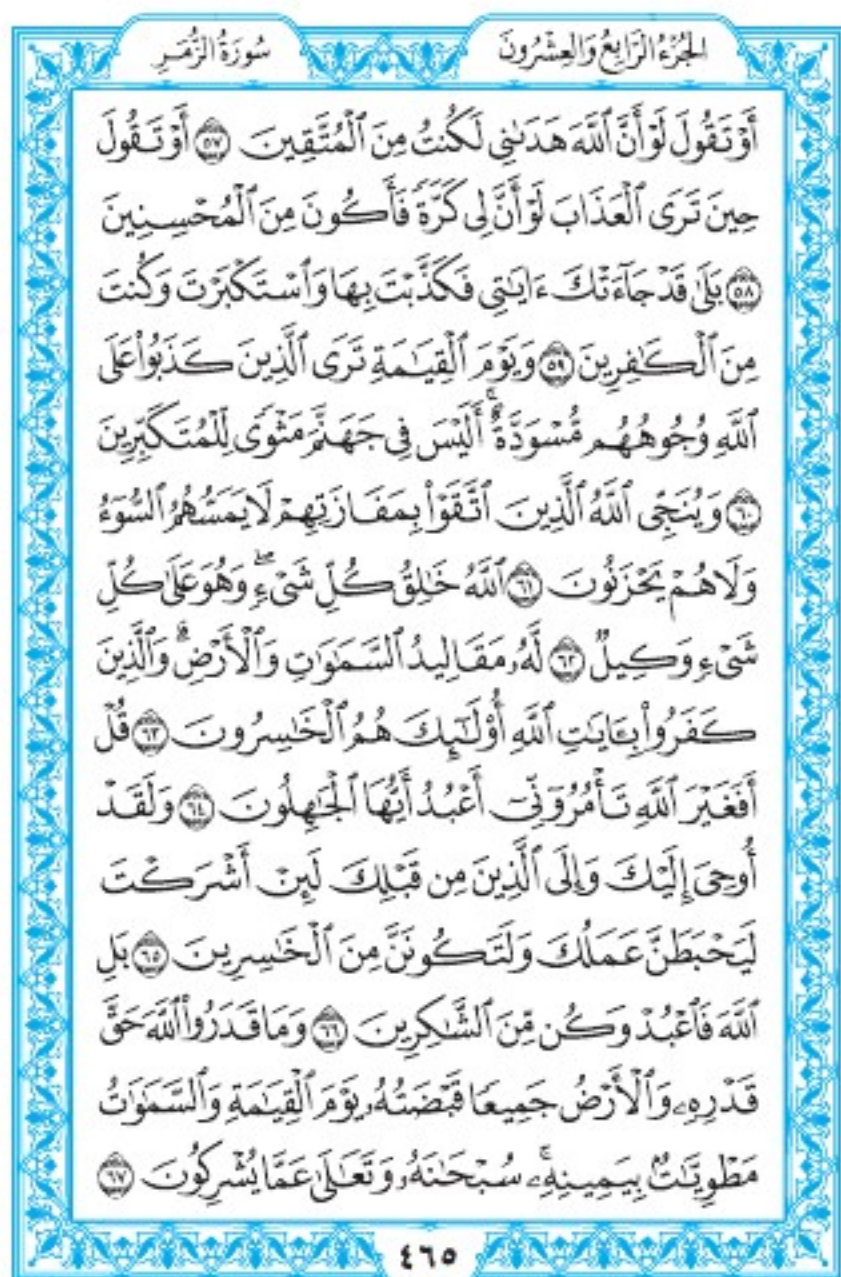 الجُزْءُ الرَّابِعُ وَالْعِشْرُونَ
سُورَةُ الزُّمَرِ
أَوْ تَقُولَ لَوْ أَنَّ ٱللَّهَ هَدَىٰنِى لَكُنتُ مِنَ ٱلْمُتَّقِينَ ٥٧ أَوْ تَقُولَ
حِينَ تَرَى ٱلْعَذَابَ لَوْ أَنَّ لِى كَرَّةً فَأَكُونَ مِنَ ٱلْمُحْسِنِينَ
٥٨ بَلَىٰ قَدْ جَآءَتْكَ ءَايَٰتِى فَكَذَّبْتَ بِهَا وَٱسْتَكْبَرْتَ وَكُنتَ
مِنَ ٱلْكَٰفِرِينَ ٥٩ وَيَوْمَ ٱلْقِيَٰمَةِ تَرَى ٱلَّذِينَ كَذَبُوا۟ عَلَى
ٱللَّهِ وُجُوهُهُم مُّسْوَدَّةٌ ۚ أَلَيْسَ فِى جَهَنَّمَ مَثْوًى لِّلْمُتَكَبِّرِينَ
٦٠ وَيُنَجِّى ٱللَّهُ ٱلَّذِينَ ٱتَّقَوْا۟ بِمَفَازَتِهِمْ لَا يَمَسُّهُمُ ٱلسُّوٓءُ
وَلَا هُمْ يَحْزَنُونَ ٦١ ٱللَّهُ خَٰلِقُ كُلِّ شَىْءٍ ۖ وَهُوَ عَلَىٰ كُلِّ
شَىْءٍ وَكِيلٌ ٦٢ لَّهُۥ مَقَالِيدُ ٱلسَّمَٰوَٰتِ وَٱلْأَرْضِ ۗ وَٱلَّذِينَ
كَفَرُوا۟ بِـَٔايَٰتِ ٱللَّهِ أُو۟لَٰٓئِكَ هُمُ ٱلْخَٰسِرُونَ ٦٣ قُلْ
أَفَغَيْرَ ٱللَّهِ تَأْمُرُوٓنِّىٓ أَعْبُدُ أَيُّهَا ٱلْجَٰهِلُونَ ٦٤ وَلَقَدْ
أُوحِىَ إِلَيْكَ وَإِلَى ٱلَّذِينَ مِن قَبْلِكَ لَئِنْ أَشْرَكْتَ
لَيَحْبَطَنَّ عَمَلُكَ وَلَتَكُونَنَّ مِنَ ٱلْخَٰسِرِينَ ٦٥ بَلِ
ٱللَّهَ فَٱعْبُدْ وَكُن مِّنَ ٱلشَّٰكِرِينَ ٦٦ وَمَا قَدَرُوا۟ ٱللَّهَ حَقَّ
قَدْرِهِۦ وَٱلْأَرْضُ جَمِيعًا قَبْضَتُهُۥ يَوْمَ ٱلْقِيَٰمَةِ وَٱلسَّمَٰوَٰتُ
مَطْوِيَّٰتٌۢ بِيَمِينِهِۦ ۚ سُبْحَٰنَهُۥ وَتَعَٰلَىٰ عَمَّا يُشْرِكُونَ ٦٧
٤٦٥